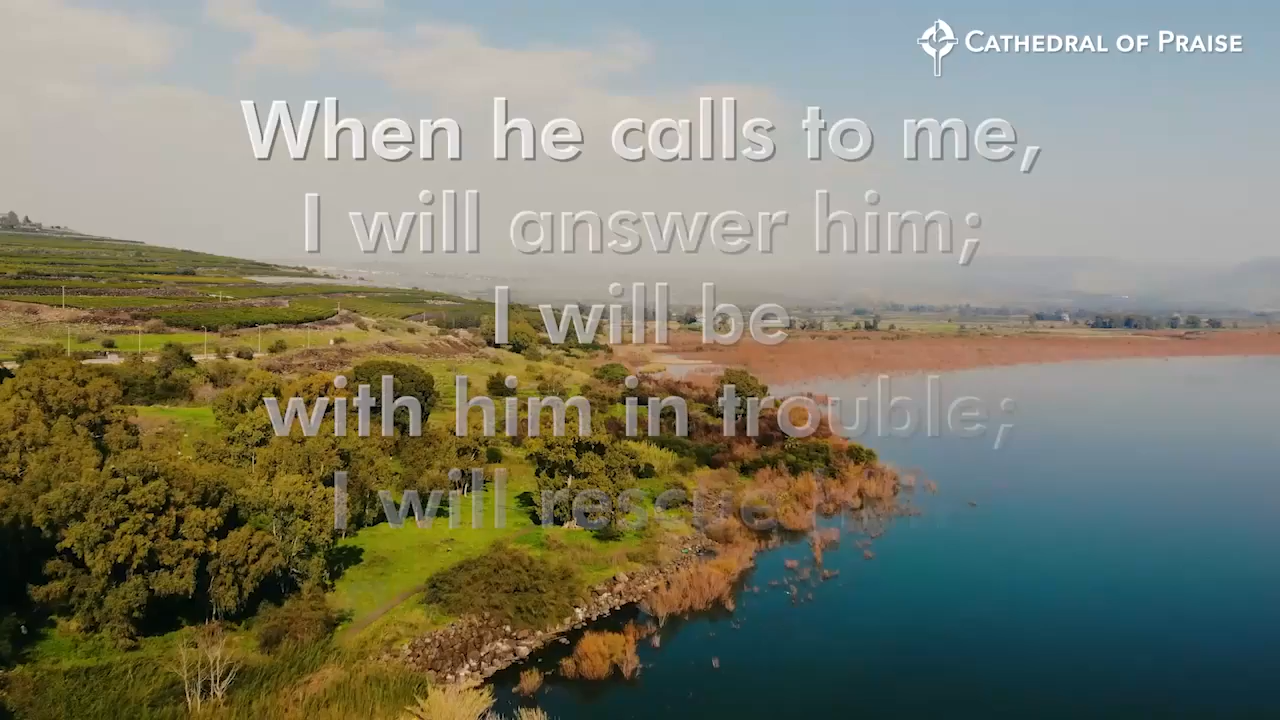 CATHEDRAL OF PRAISE
When he calls to me,
I will answer him;
I will be
with him in trouble;
I will rescue